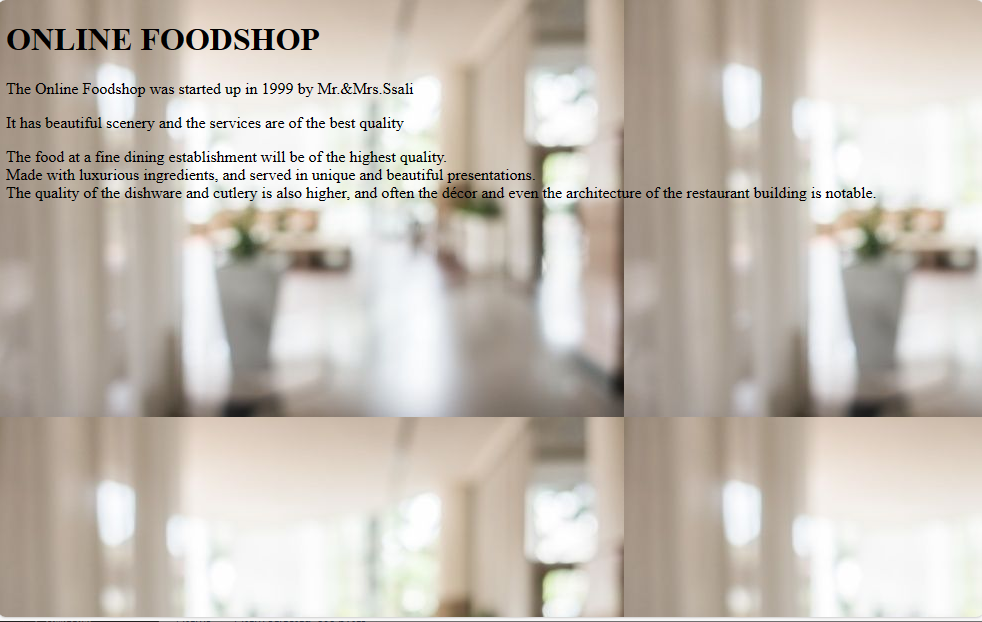 ONLINE FOODSHOP
The Online Foodshop was started up in 1999 by Mr.&Mrs.Ssali
It has beautiful scenery and the services are of the best quality
The food at a fine dining establishment will be of the highest quality.
Made with luxurious ingredients, and served in unique and beautiful presentations.
The quality of the dishware and cutlery is also higher, and often the décor and even the architecture of the restaurant building is notable.